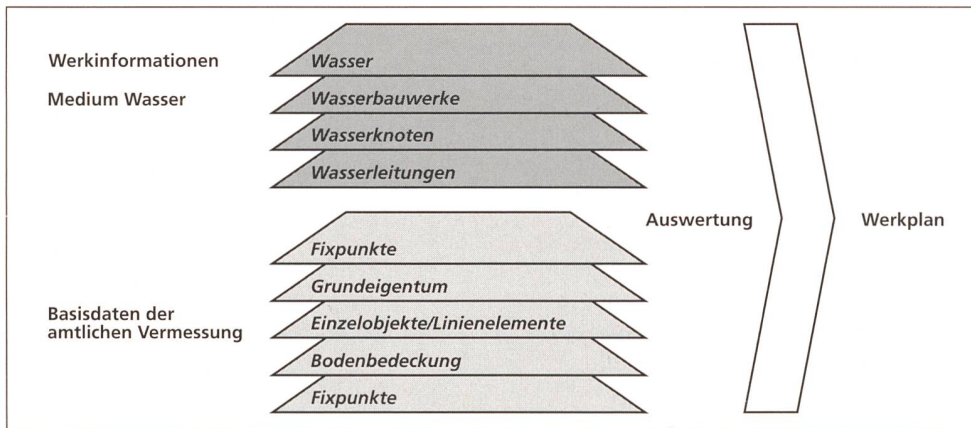 Werkinformationen
Medium Wasser
Wasser
Wasserbauwerke
Wasserknoten
Wasserleitungen
Fixpunkte
Grundeigentum
Basisdaten der
amtlichen Vermessung
Einzelobjekte/Linienelemente
Bodenbedeckung
Fixpunkte
Auswertung
Werkplan